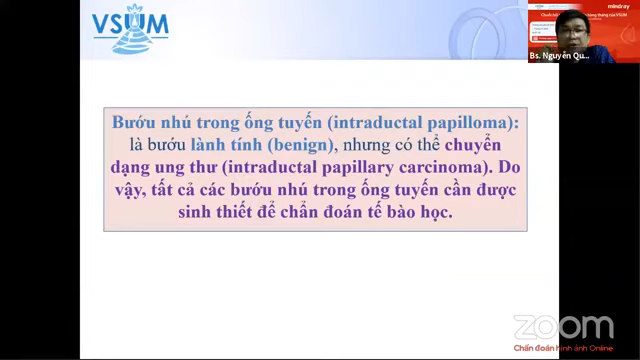 VSUM
mindray
Bs. Nguyễn Qu...
Bướu nhú trong ống tuyến (intraductal papilloma):
là bướu lành tính (benign), nhưng có thể chuyển
dạng ung thư (intraductal papillary carcinoma). Do
vậy, tất cả các bướu nhú trong ống tuyến cần được
sinh thiết để chẩn đoán tế bào học.
zoom
Chẩn đoán hình ảnh Online